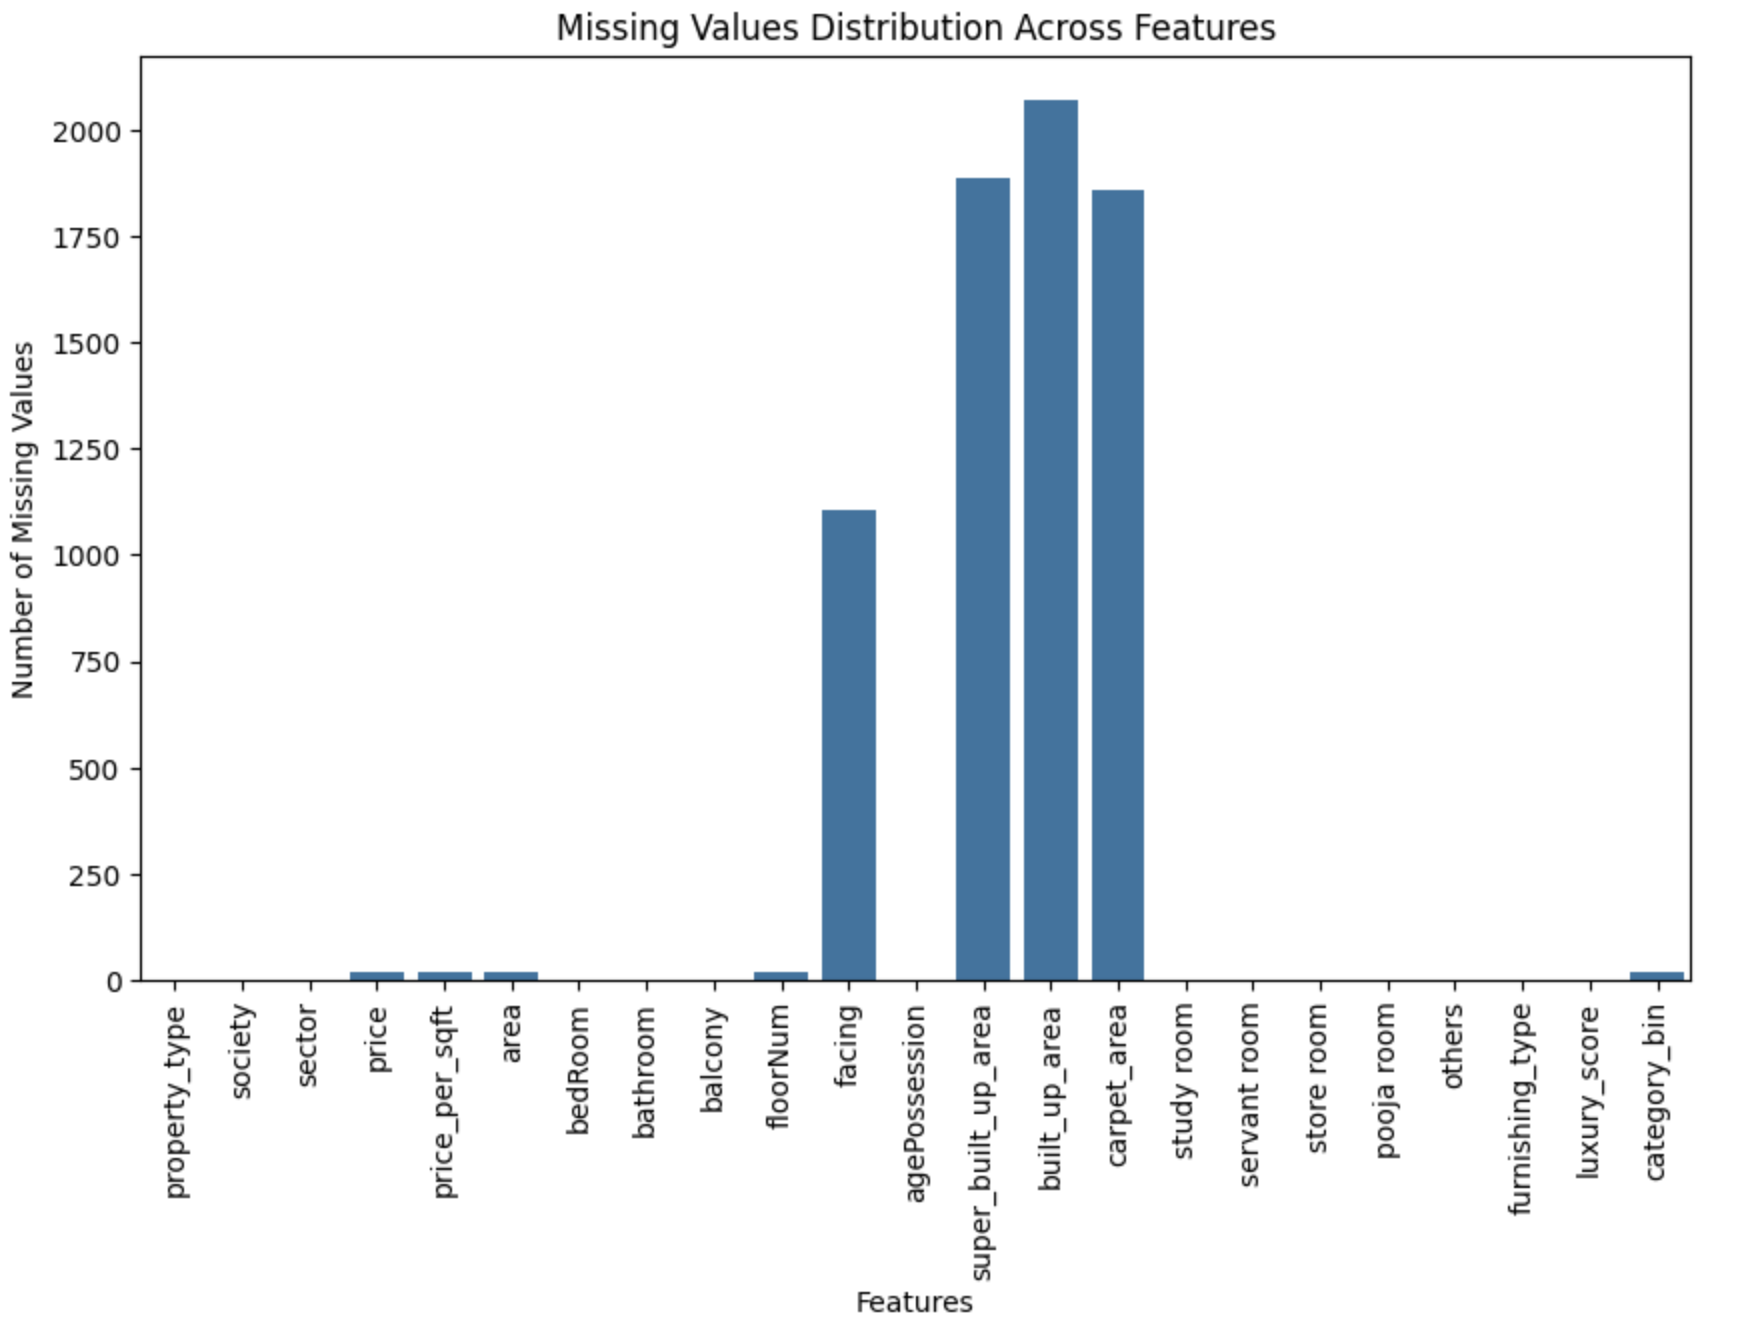 Missing Values Distribution Across Features
Number of Missing Values
2000
1750
1500
1250
1000
750
500
250
0
property_type
society
sector
price
price_per_sqft
area
bedRoom
bathroom
balcony
floorNum
facing
agePossession
super_built_up_area
built_up_area
carpet_area
study room
servant room
store room
pooja room
others
furnishing_type
luxury_score
category_bin
Features